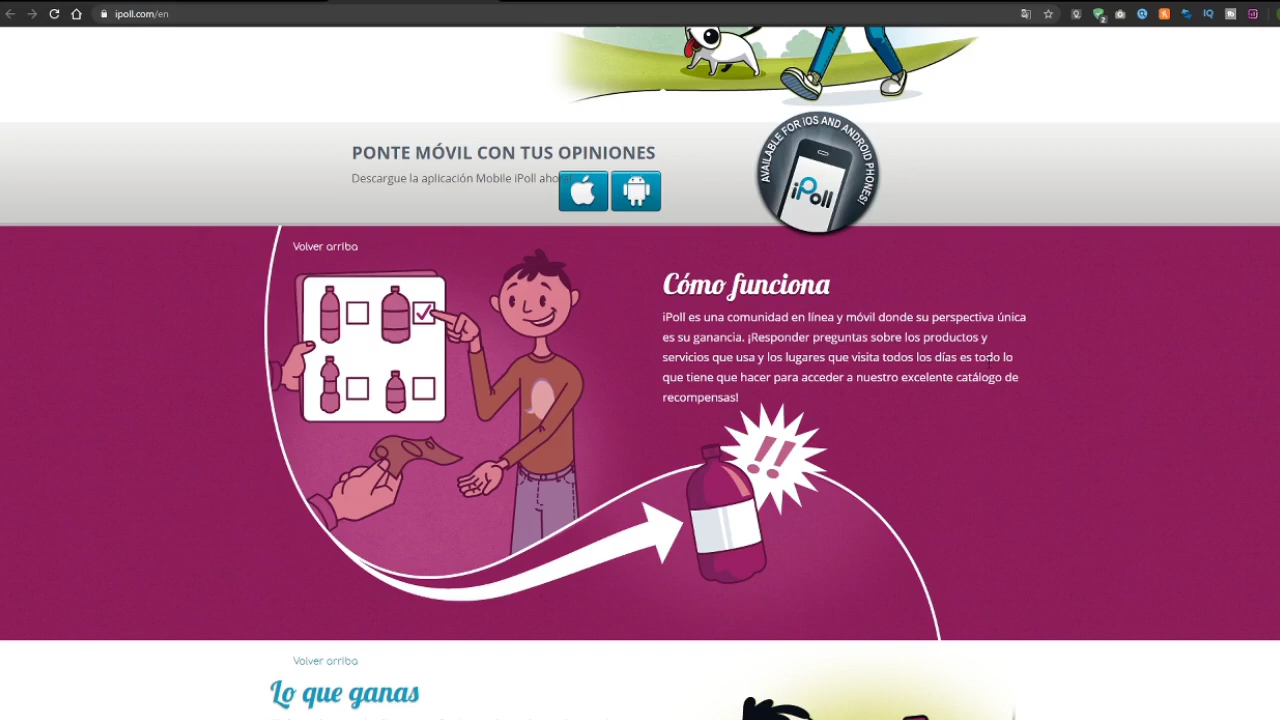 ipoll.com/en
PONTE MÓVIL CON TUS OPINIONES
Descargue la aplicación Mobile iPoll ahora!
AVAILABLE FOR iOS AND ANDROID PHONES!
iPoll
Volver arriba
Cómo funciona
iPoll es una comunidad en línea y móvil donde su perspectiva única
es su ganancia. ¡Responder preguntas sobre los productos y
servicios que usa y los lugares que visita todos los días es todo lo
que tiene que hacer para acceder a nuestro excelente catálogo de
recompensas!
!!
Volver arriba
Lo que ganas